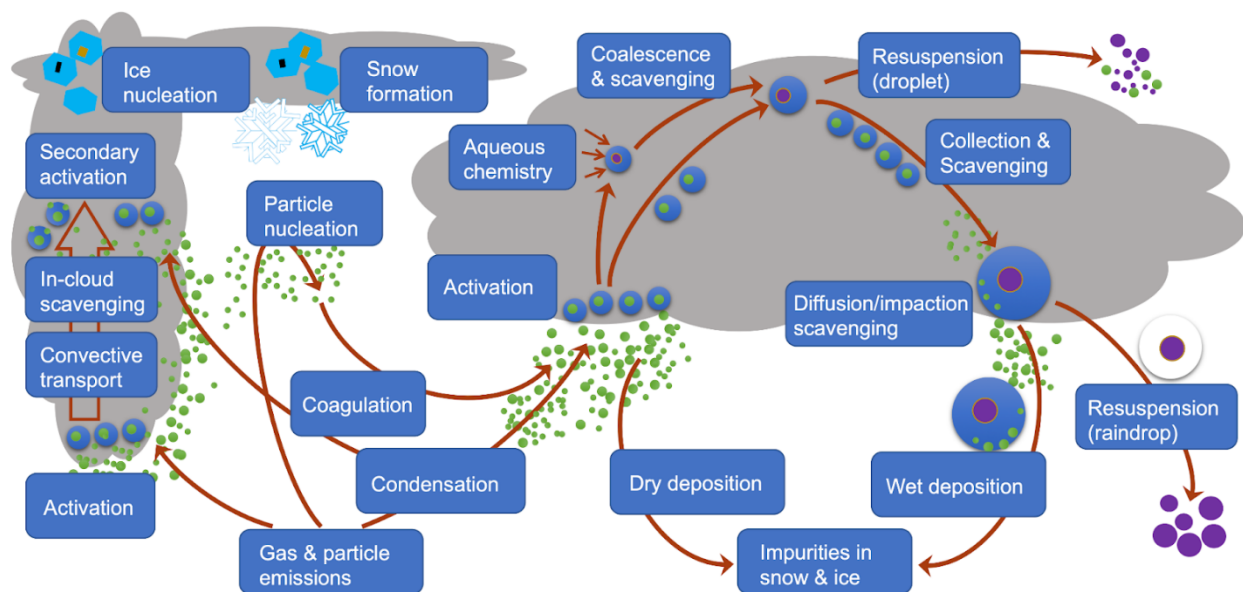 Ice
nucleation
Snow
formation
Coalescence
& scavenging
Resuspension
(droplet)
Secondary
activation
Aqueous
chemistry
Collection &
Scavenging
Particle
nucleation
In-cloud
scavenging
Activation
Diffusion/impaction
scavenging
Convective
transport
Coagulation
Resuspension
(raindrop)
Activation
Condensation
Dry deposition
Wet deposition
Gas & particle
emissions
Impurities in
snow & ice